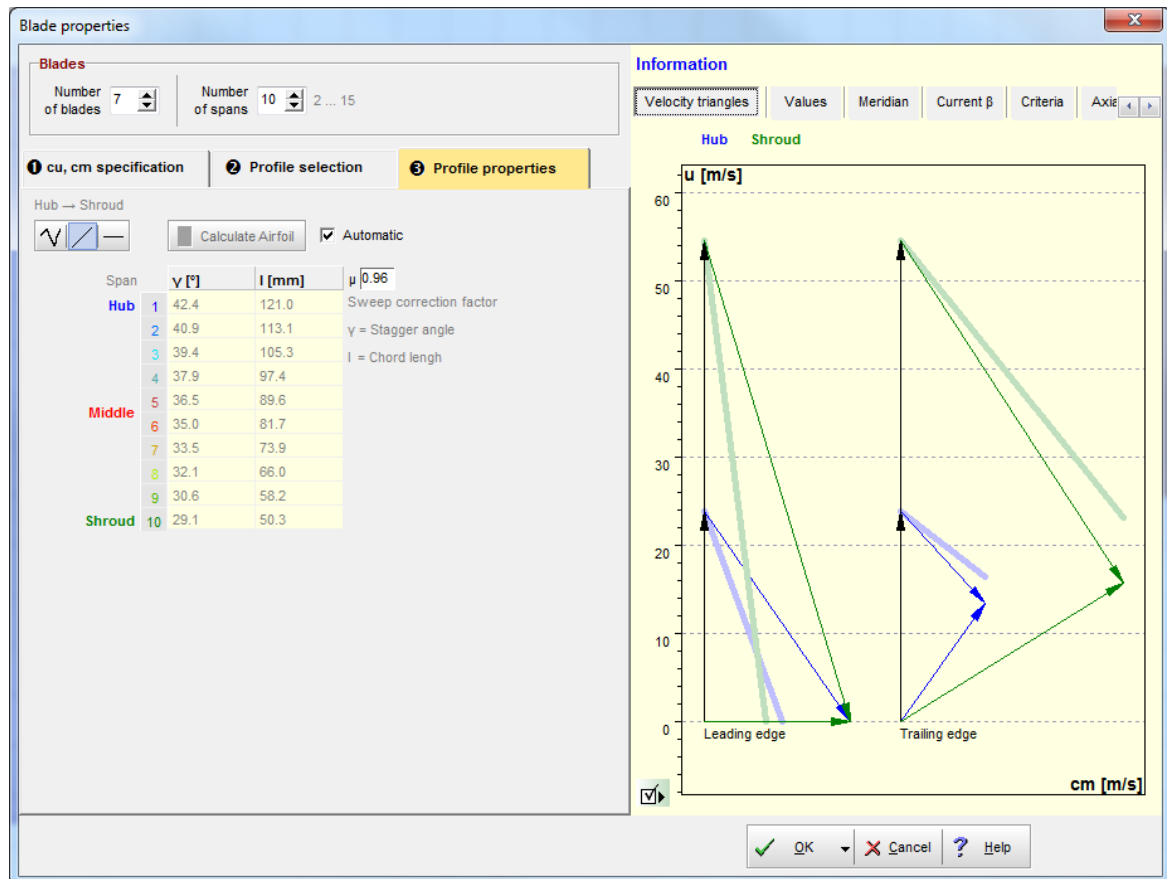 Blade properties
Blades
Number of blades 7
Number of spans 10 2 ... 15
❶ cu, cm specification
❷ Profile selection
❸ Profile properties
Hub → Shroud
Calculate Airfoil
Automatic
Span γ [°] l [mm] μ 0.96
Hub 1 42.4 121.0 Sweep correction factor
2 40.9 113.1 γ = Stagger angle
3 39.4 105.3 l = Chord lengh
4 37.9 97.4
Middle
5 36.5 89.6
6 35.0 81.7
7 33.5 73.9
8 32.1 66.0
9 30.6 58.2
Shroud 10 29.1 50.3
Information
Velocity triangles Values Meridian Current β Criteria Axia
Hub Shroud
u [m/s]
60
50
40
30
20
10
0
Leading edge Trailing edge
cm [m/s]
OK Cancel Help